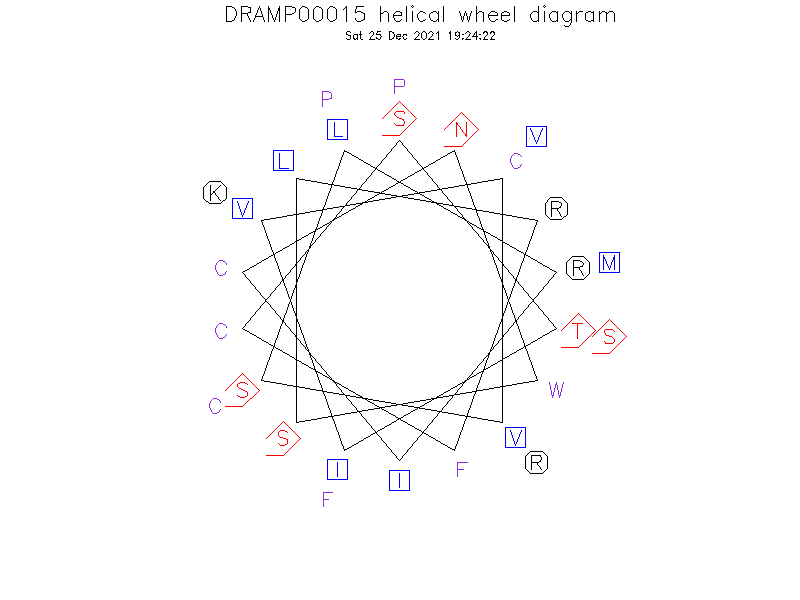 DRAMP00015 helical wheel diagram
Sat 25 Dec 2021 19:24:22
P
P
S
L
N
V
L
C
K
V
R
C
R
M
C
T
S
C
S
W
S
V
R
I
I
F
F